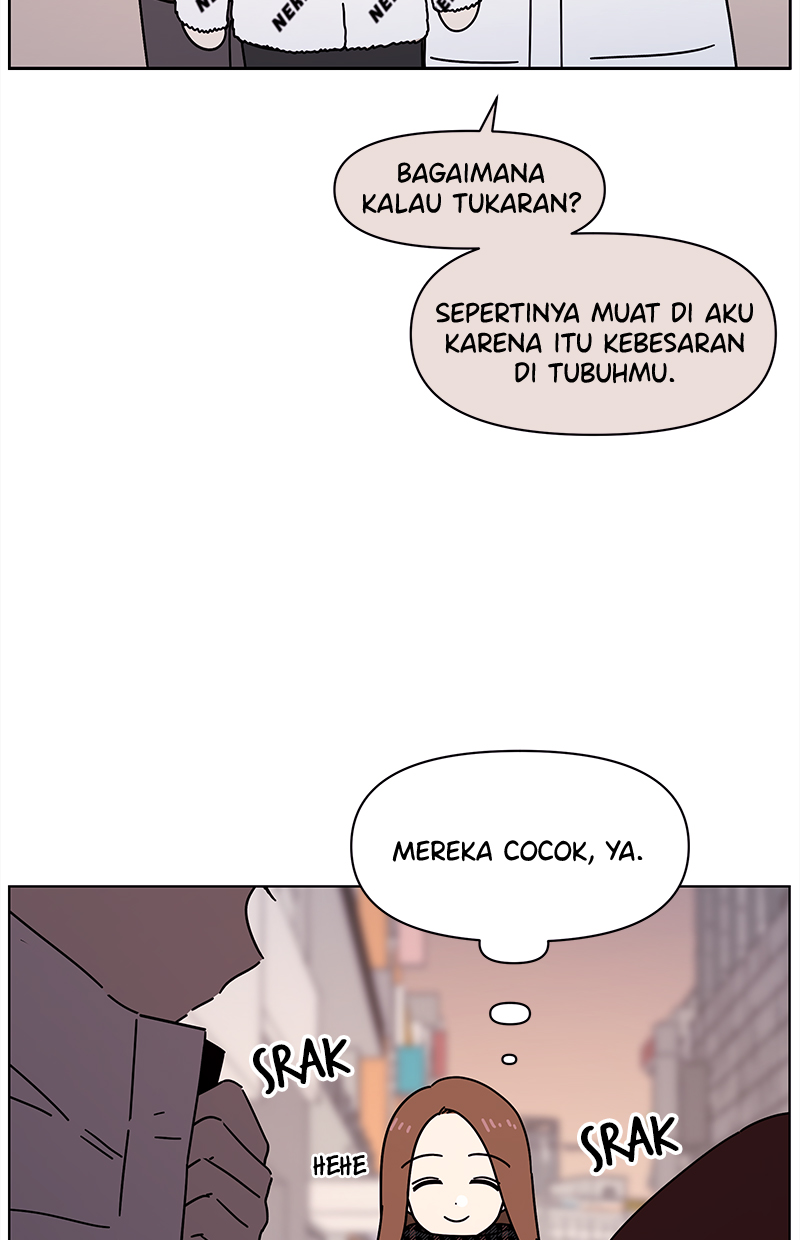 BAGAIMANA
KALAU TUKARAN?
SEPERTINYA MUAT DI AKU
KARENA ITU KEBESARAN
DI TUBUHMU.
MEREKA COCOK, YA.
SRAK
SRAK
HEHE